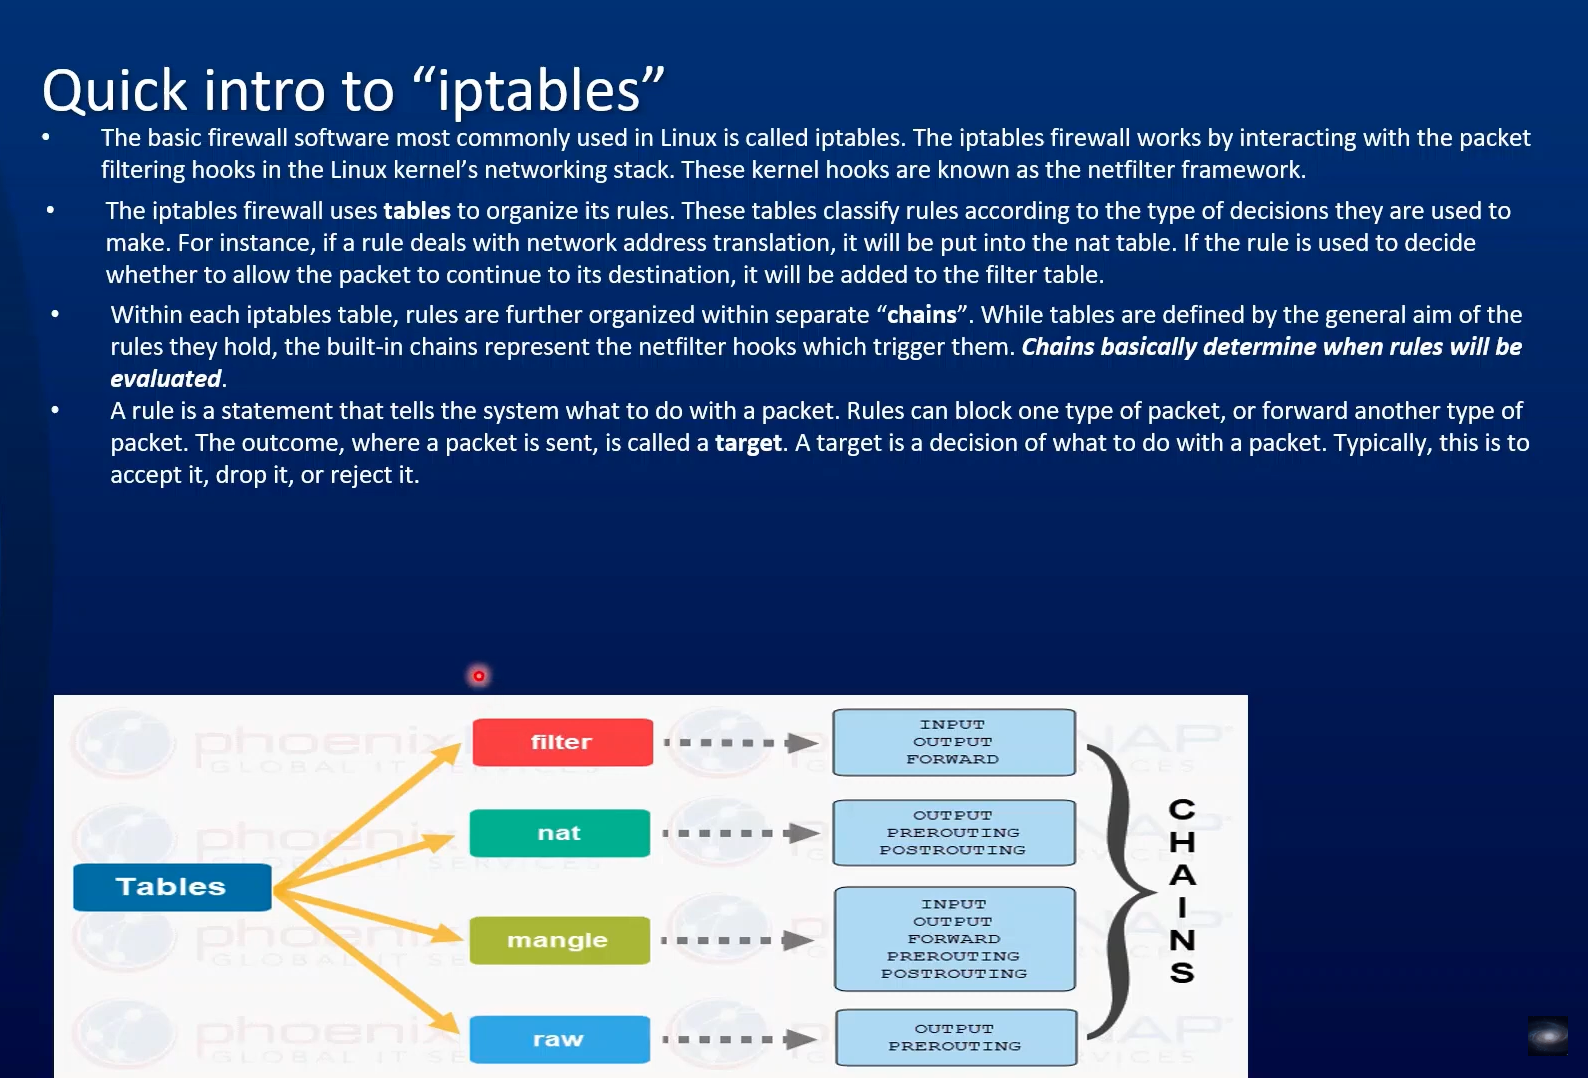 Quick intro to “iptables”
• The basic firewall software most commonly used in Linux is called iptables. The iptables firewall works by interacting with the packet
filtering hooks in the Linux kernel’s networking stack. These kernel hooks are known as the netfilter framework.
• The iptables firewall uses tables to organize its rules. These tables classify rules according to the type of decisions they are used to
make. For instance, if a rule deals with network address translation, it will be put into the nat table. If the rule is used to decide
whether to allow the packet to continue to its destination, it will be added to the filter table.
• Within each iptables table, rules are further organized within separate “chains”. While tables are defined by the general aim of the
rules they hold, the built-in chains represent the netfilter hooks which trigger them. Chains basically determine when rules will be
evaluated.
• A rule is a statement that tells the system what to do with a packet. Rules can block one type of packet, or forward another type of
packet. The outcome, where a packet is sent, is called a target. A target is a decision of what to do with a packet. Typically, this is to
accept it, drop it, or reject it.
Tables
filter
INPUT
OUTPUT
FORWARD
nat
OUTPUT
PREROUTING
POSTROUTING
mangle
INPUT
OUTPUT
FORWARD
PREROUTING
POSTROUTING
raw
OUTPUT
PREROUTING
CHAINS
phoenix
GLOBAL IT SERVICES